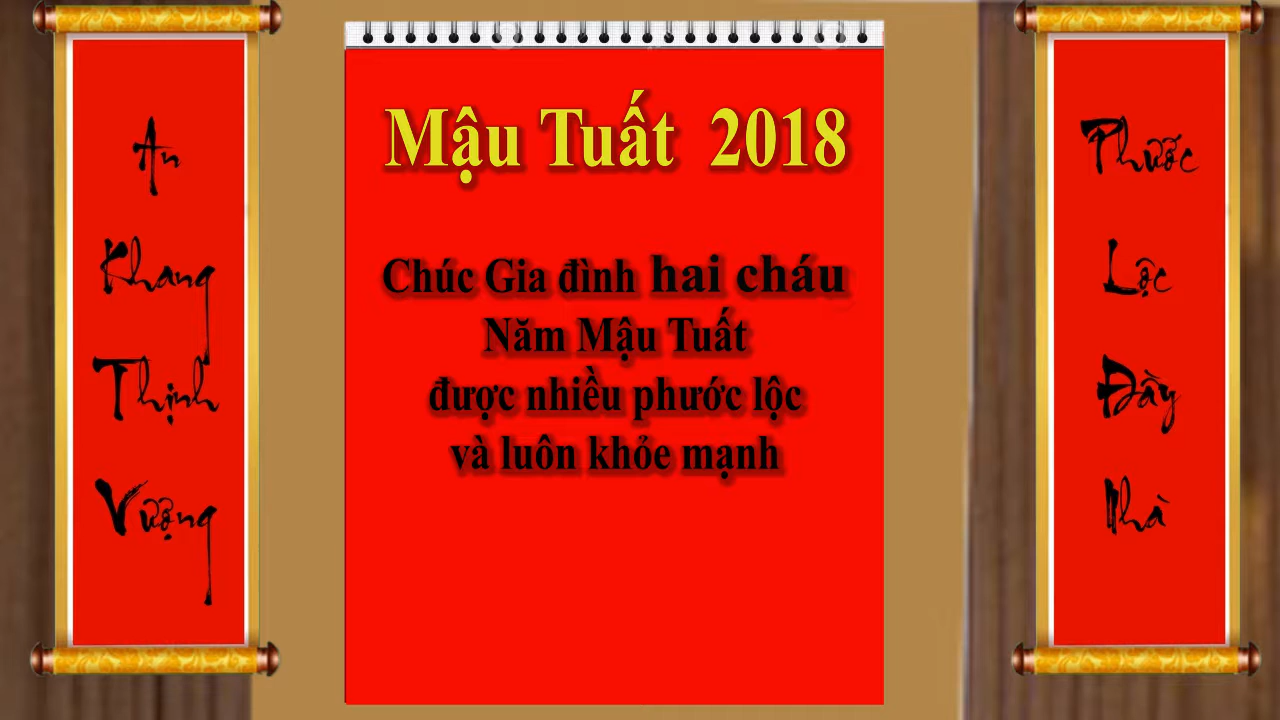 An
Khang
Thịnh
Vượng
Mậu Tuất 2018
Chúc Gia đình hai cháu
Năm Mậu Tuất
được nhiều phước lộc
và luôn khỏe mạnh
Phước
Lộc
Đầy
Nhà